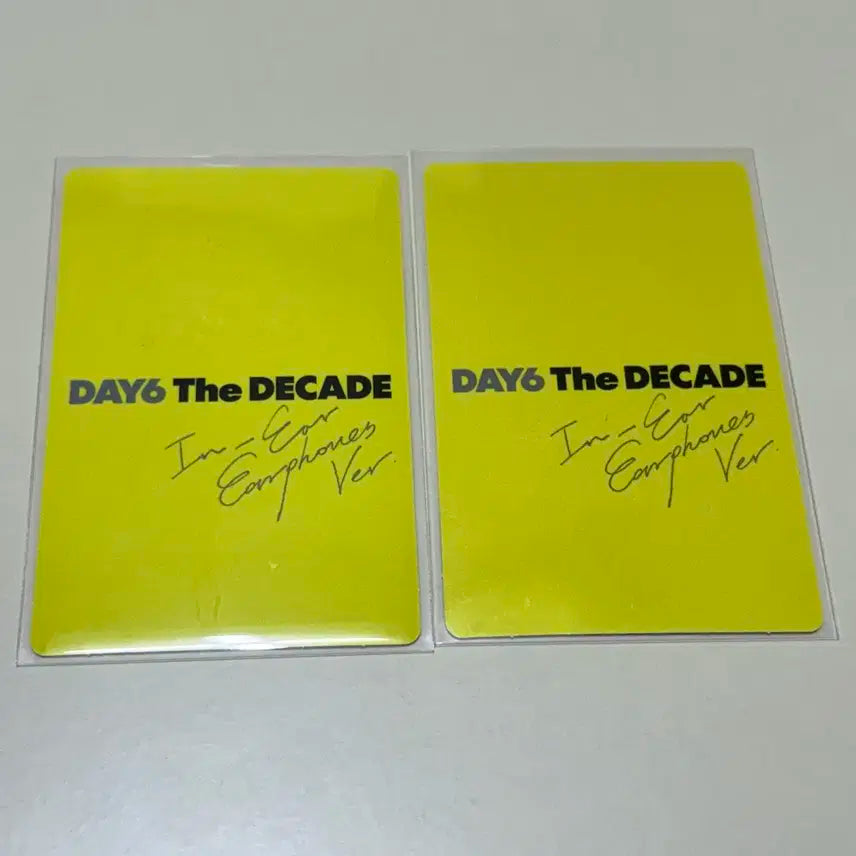 DAY6 The DECADE
In-Ear
Earphones
Ver.
DAY6 The DECADE
In-Ear
Earphones
Ver.